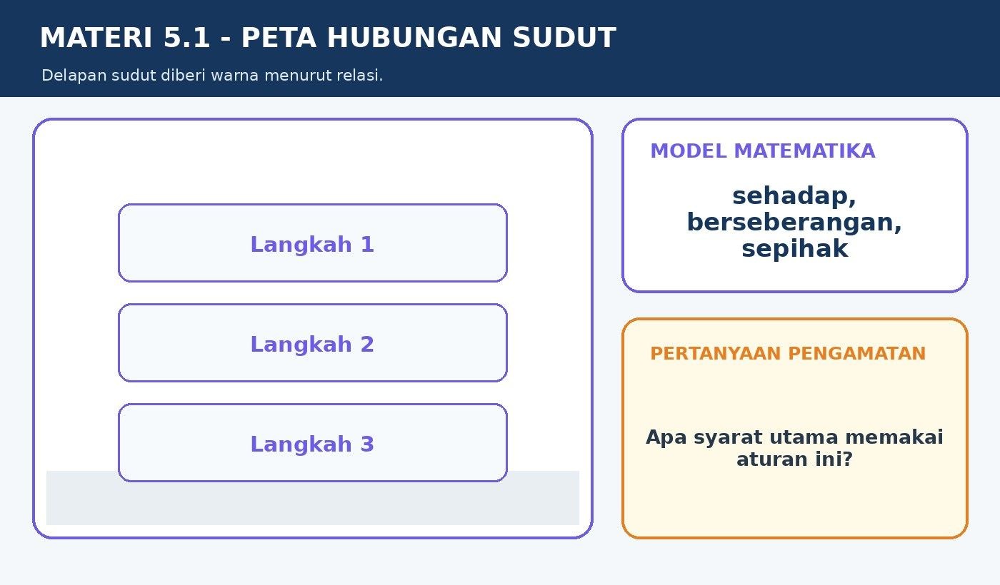 MATERI 5.1 - PETA HUBUNGAN SUDUT
Delapan sudut diberi warna menurut relasi.
Langkah 1
Langkah 2
Langkah 3
MODEL MATEMATIKA
sehadap,
berseberangan,
sepihak
PERTANYAAN PENGAMATAN
Apa syarat utama memakai
aturan ini?